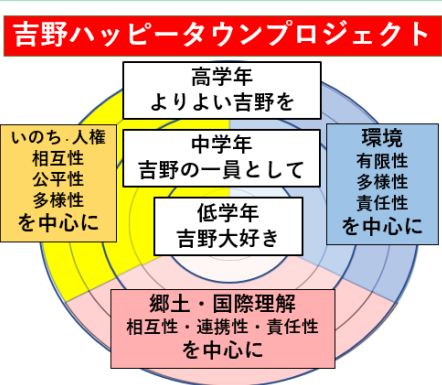 吉野ハッピータウンプロジェクト
高学年
よりよい吉野を
いのち.人権
相互性
公平性
多様性
を中心に
中学年
吉野の一員として
環境
有限性
多様性
責任性
を中心に
低学年
吉野大好き
郷土・国際理解
相互性・連携性・責任性
を中心に